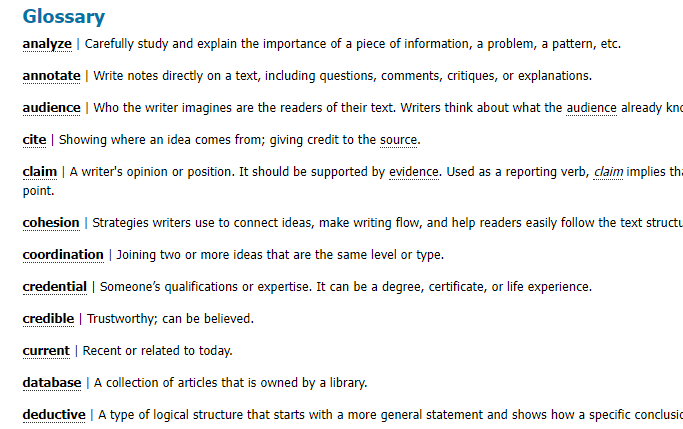 Glossary
analyze | Carefully study and explain the importance of a piece of information, a problem, a pattern, etc.
annotate | Write notes directly on a text, including questions, comments, critiques, or explanations.
audience | Who the writer imagines are the readers of their text. Writers think about what the audience already
cite | Showing where an idea comes from; giving credit to the source.
claim | A writer's opinion or position. It should be supported by evidence. Used as a reporting verb, claim implies
point.
cohesion | Strategies writers use to connect ideas, make writing flow, and help readers easily follow the text
coordination | Joining two or more ideas that are the same level or type.
credential | Someone’s qualifications or expertise. It can be a degree, certificate, or life experience.
credible | Trustworthy; can be believed.
current | Recent or related to today.
database | A collection of articles that is owned by a library.
deductive | A type of logical structure that starts with a more general statement and shows how a specific